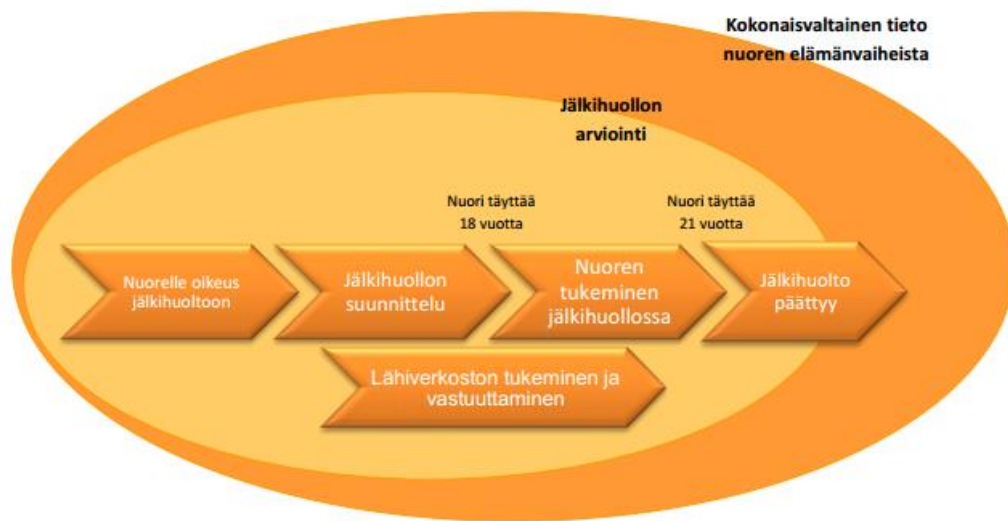 Kokonaisvaltainen tieto
nuoren elämänvaiheista
Jälkihuollon
arviointi
Nuori täyttää
18 vuotta
Nuori täyttää
21 vuotta
Nuorelle oikeus
jälkihuoltoon
Jälkihuollon
suunnittelu
Nuoren
tukeminen
jälkihuollossa
Jälkihuolto
päättyy
Lähiverkoston tukeminen ja
vastuuttaminen